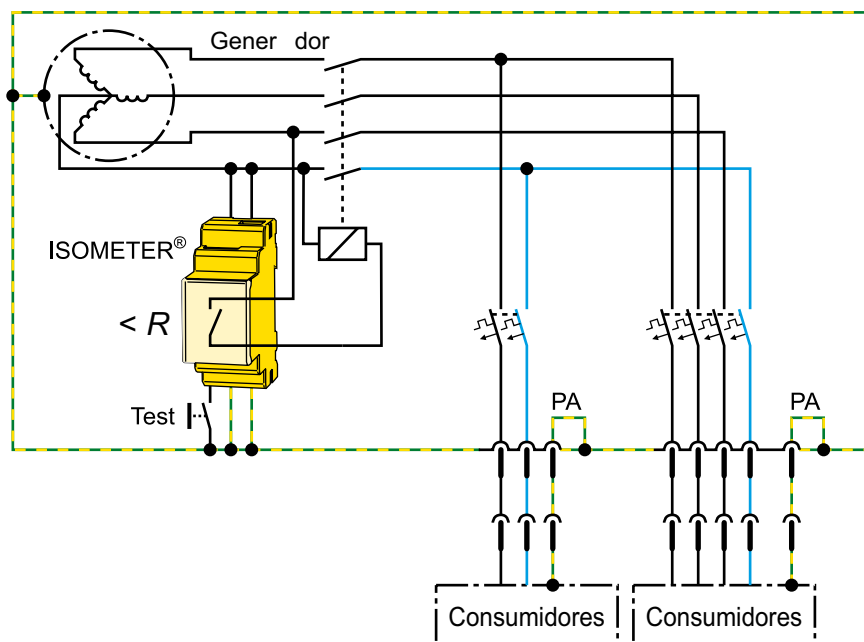 Gener dor
ISOMETER®
< R
Test
PA
PA
Consumidores
Consumidores